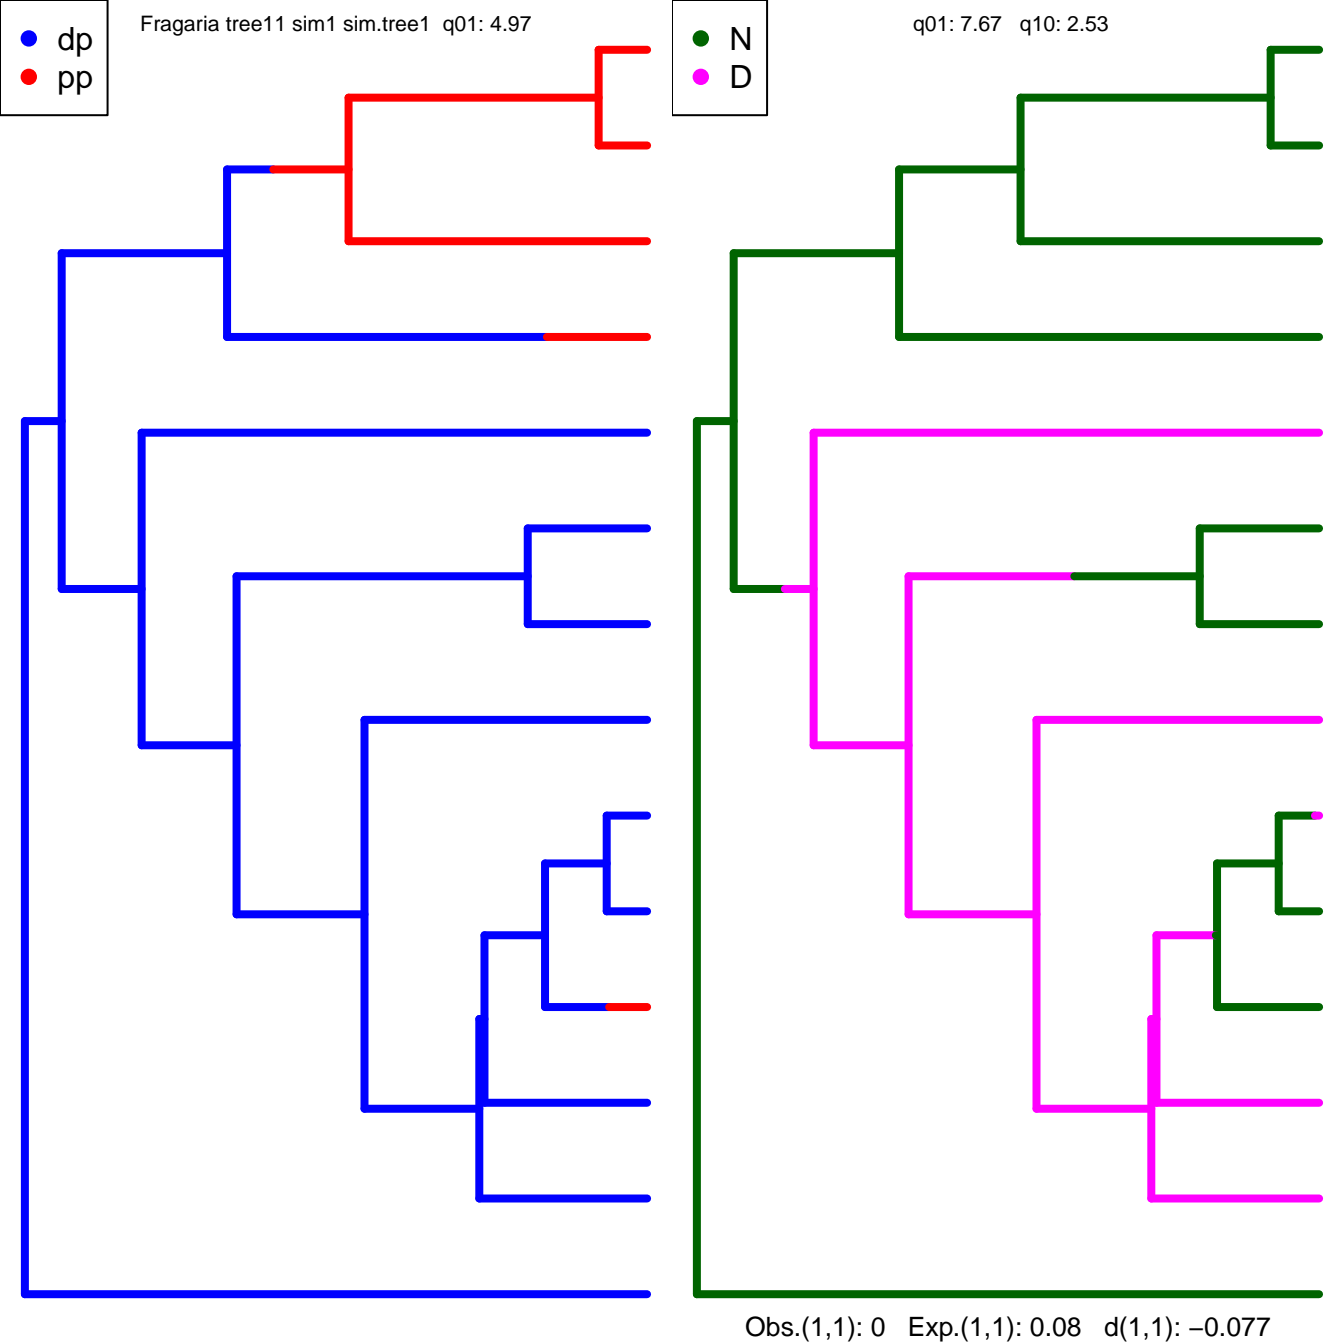 dp
pp
Fragaria tree11 sim1 sim.tree1 q01: 4.97
N
D
q01: 7.67 q10: 2.53
Obs.(1,1): 0 Exp.(1,1): 0.08 d(1,1): −0.077